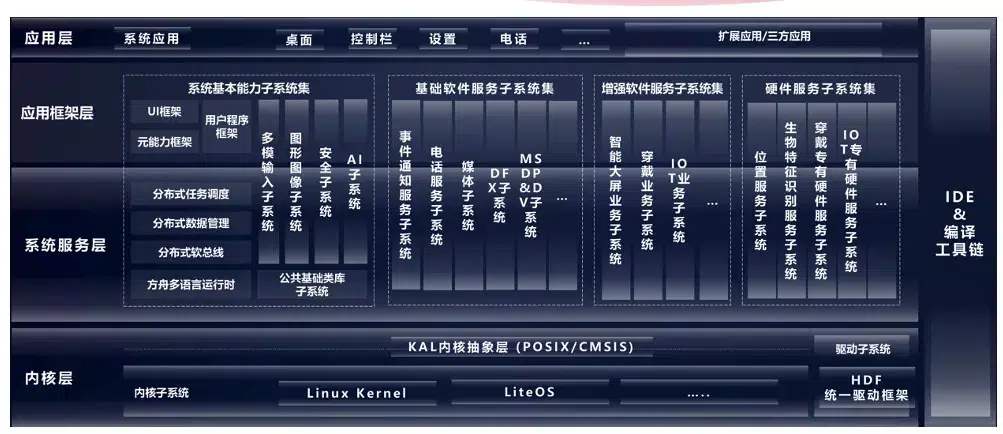 应用层
系统应用
桌面
控制栏
设置
电话
...
扩展应用/三方应用
应用框架层
系统服务层
系统基本能力子系统集
UI框架
用户程序
框架
元能力框架
多模输入子系统
图形图像子系统
安全子系统
AI子系统
分布式任务调度
分布式数据管理
分布式软总线
方舟多语言运行时
公共基础类库
子系统
基础软件服务子系统集
事件通知服务子系统
电话服务子系统
媒体子系统
DFX子系统
MSDP&DV子系统
...
增强软件服务子系统集
智能大屏业务子系统
穿戴业务子系统
IOT业务子系统
...
硬件服务子系统集
位置服务子系统
生物特征识别服务子系统
穿戴专有硬件服务子系统
IOT专有硬件服务子系统
...
内核层
KAL内核抽象层 (POSIX/CMSIS)
驱动子系统
内核子系统
Linux Kernel
LiteOS
.....
HDF
统一驱动框架
IDE
&
编译
工具链